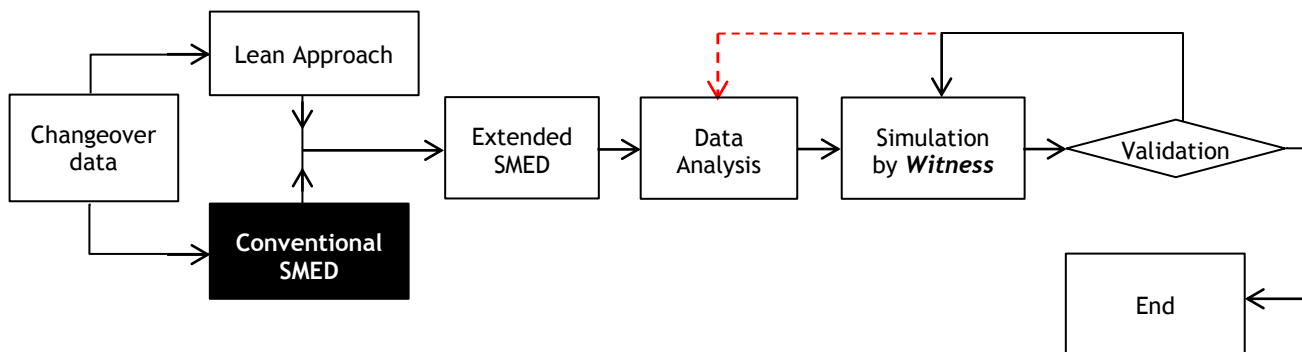 Lean Approach
Changeover
data
Conventional
SMED
Extended
SMED
Data
Analysis
Simulation
by Witness
Validation
End